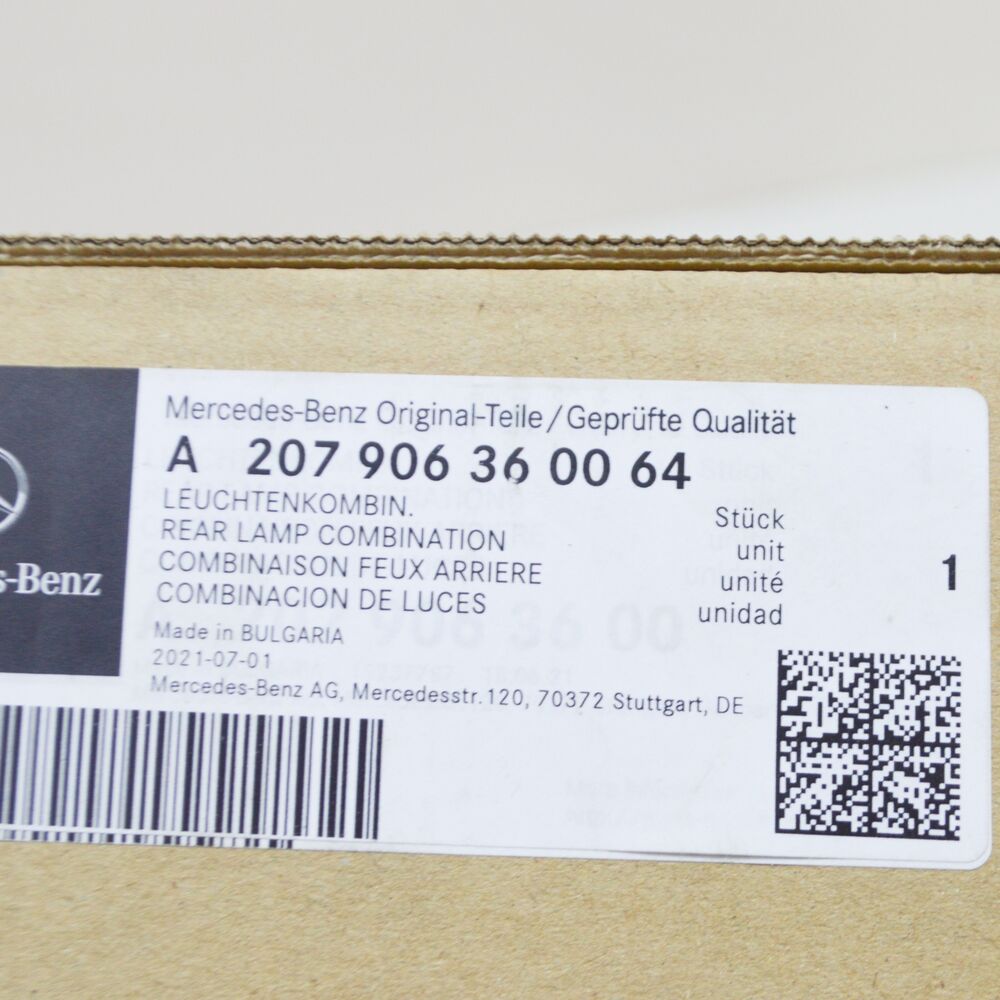 Mercedes-Benz Original-Teile/Geprüfte Qualität
A 207 906 36 00 64
LEUCHTENKOMBIN.
REAR LAMP COMBINATION
COMBINAISON FEUX ARRIERE
COMBINACION DE LUCES
Stück
unit
unité
unidad
1
s-Benz
Made in BULGARIA
2021-07-01
Mercedes-Benz AG, Mercedesstr.120, 70372 Stuttgart, DE